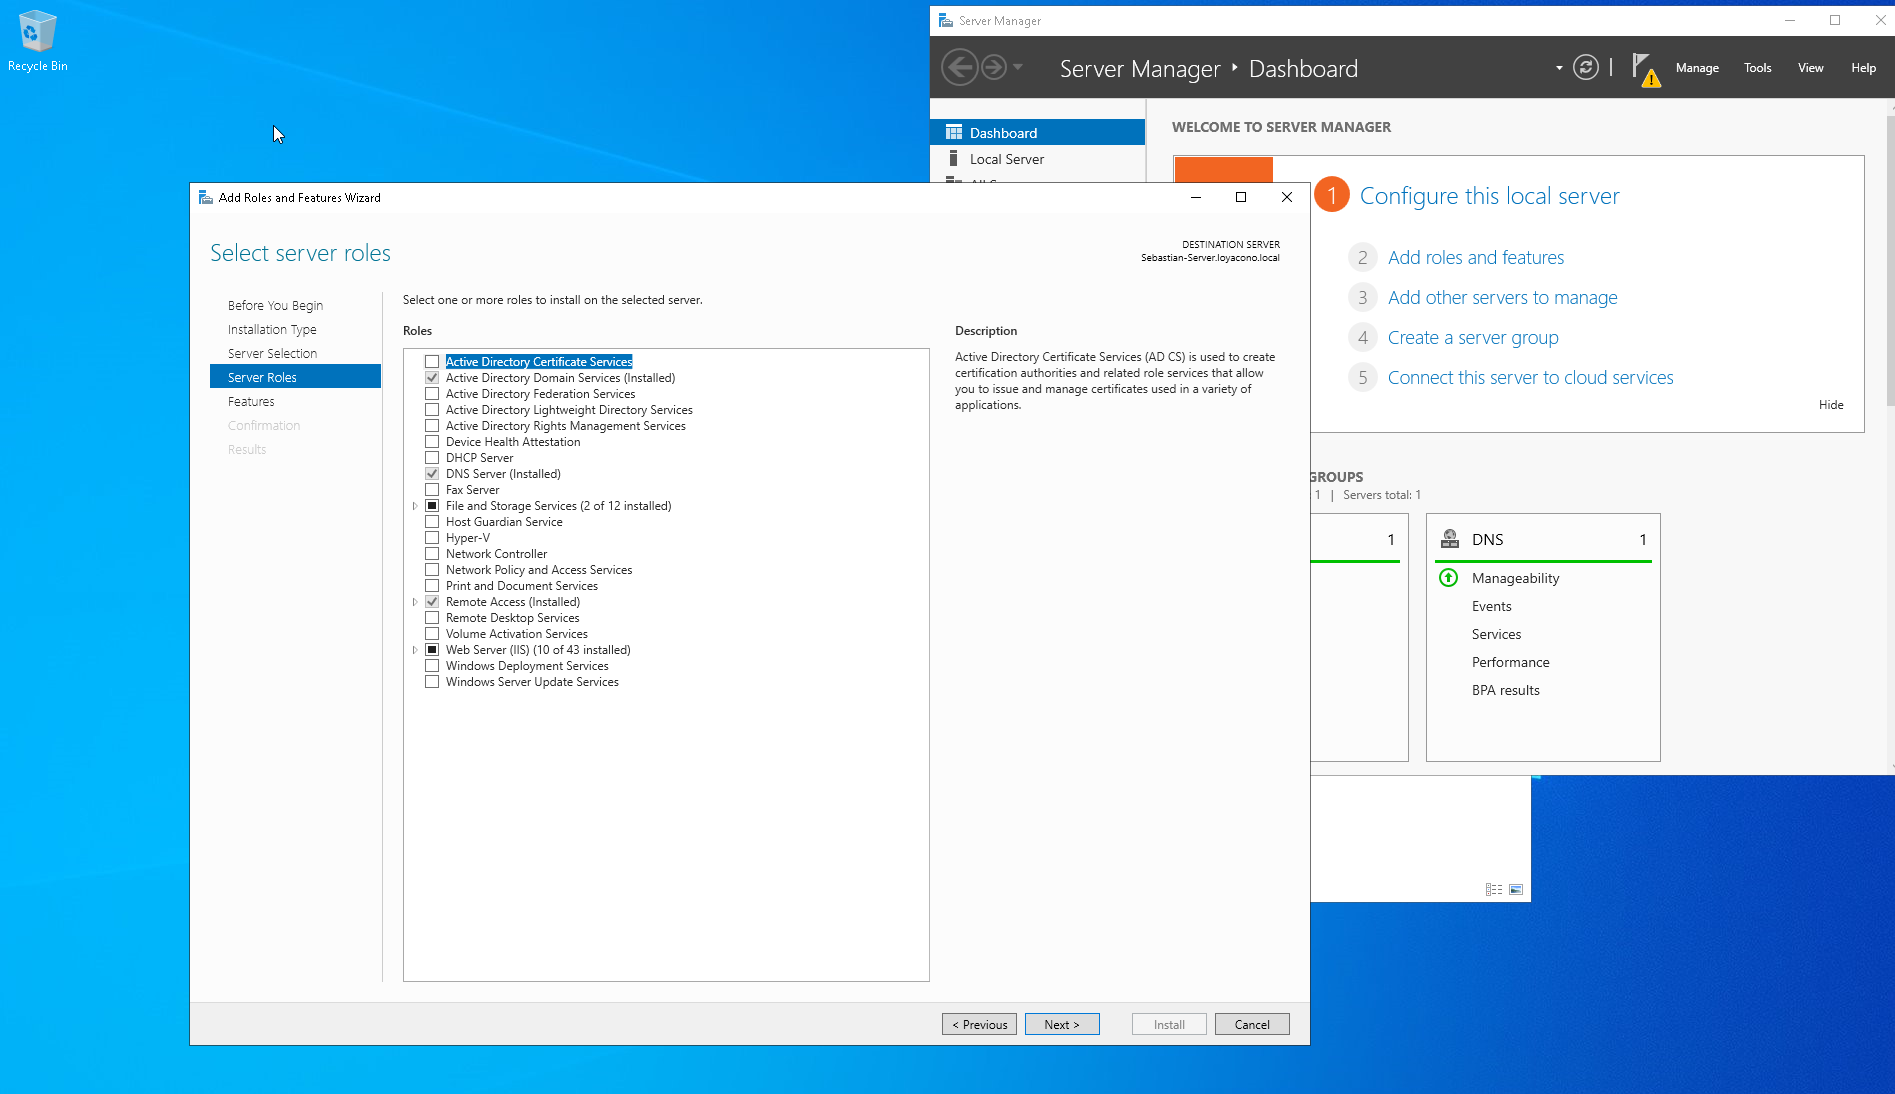 Recycle Bin
Server Manager
Server Manager ‣ Dashboard
Manage
Tools
View
Help
Dashboard
Local Server
WELCOME TO SERVER MANAGER
1 Configure this local server
2 Add roles and features
3 Add other servers to manage
4 Create a server group
5 Connect this server to cloud services
Hide
GROUPS
: 1 | Servers total: 1
1
DNS 1
Manageability
Events
Services
Performance
BPA results
Add Roles and Features Wizard
Select server roles
DESTINATION SERVER
Sebastian-Server.loyacono.local
Before You Begin
Installation Type
Server Selection
Server Roles
Features
Confirmation
Results
Select one or more roles to install on the selected server.
Roles
Active Directory Certificate Services
Active Directory Domain Services (Installed)
Active Directory Federation Services
Active Directory Lightweight Directory Services
Active Directory Rights Management Services
Device Health Attestation
DHCP Server
DNS Server (Installed)
Fax Server
File and Storage Services (2 of 12 installed)
Host Guardian Service
Hyper-V
Network Controller
Network Policy and Access Services
Print and Document Services
Remote Access (Installed)
Remote Desktop Services
Volume Activation Services
Web Server (IIS) (10 of 43 installed)
Windows Deployment Services
Windows Server Update Services
Description
Active Directory Certificate Services (AD CS) is used to create
certification authorities and related role services that allow
you to issue and manage certificates used in a variety of
applications.
< Previous
Next >
Install
Cancel